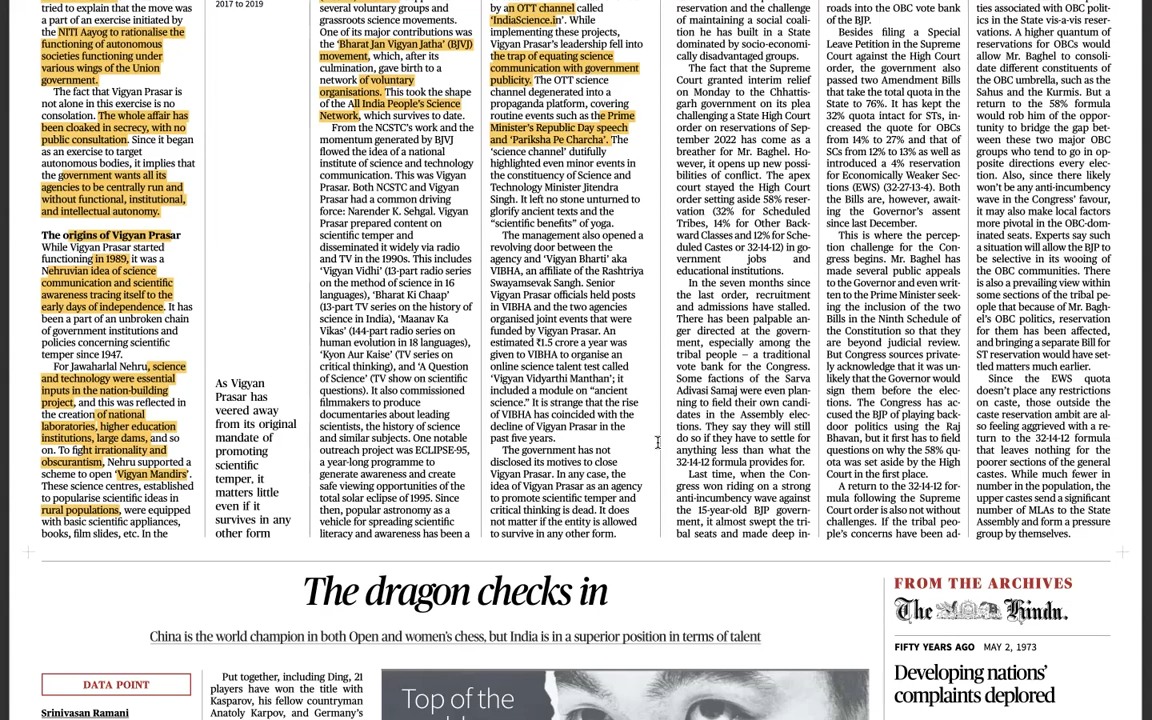 tried to explain that the move was
a part of an exercise initiated by
the NITI Aayog to rationalise the
functioning of autonomous
societies functioning under
various wings of the Union
government.
The fact that Vigyan Prasar is
not alone in this exercise is no
consolation. The whole affair has
been cloaked in secrecy, with no
public consultation. Since it began
as an exercise to target
autonomous bodies, it implies that
the government wants all its
agencies to be centrally run and
without functional, institutional,
and intellectual autonomy.
The origins of Vigyan Prasar
While Vigyan Prasar started
functioning in 1989, it was a
Nehruvian idea of science
communication and scientific
awareness tracing itself to the
early days of independence. It has
been a part of an unbroken chain
of government institutions and
policies concerning scientific
temper since 1947.
For Jawaharlal Nehru, science
and technology were essential
inputs in the nation-building
project, and this was reflected in
the creation of national
laboratories, higher education
institutions, large dams, and so
on. To fight irrationality and
obscurantism, Nehru supported a
scheme to open ‘Vigyan Mandirs’.
These science centres, established
to popularise scientific ideas in
rural populations, were equipped
with basic scientific appliances,
books, film slides, etc. In the
2017 to 2019
As Vigyan
Prasar has
veered away
from its original
mandate of
promoting
scientific
temper, it
matters little
even if it
survives in any
other form
several voluntary groups and
grassroots science movements.
One of its major contributions was
the ‘Bharat Jan Vigyan Jatha’ (BJVJ)
movement, which, after its
culmination, gave birth to a
network of voluntary
organisations. This took the shape
of the All India People’s Science
Network, which survives to date.
From the NCSTC’s work and the
momentum generated by BJVJ
flowed the idea of a national
institute of science and technology
communication. This was Vigyan
Prasar. Both NCSTC and Vigyan
Prasar had a common driving
force: Narender K. Sehgal. Vigyan
Prasar prepared content on
scientific temper and
disseminated it widely via radio
and TV in the 1990s. This includes
‘Vigyan Vidhi’ (13-part radio series
on the method of science in 16
languages), ‘Bharat Ki Chaap’
(13-part TV series on the history of
science in India), ‘Manav Ka
Vikas’ (144-part radio series on
human evolution in 18 languages),
‘Kyon Aur Kaise’ (TV series on
critical thinking), and ‘A Question
of Science’ (TV show on scientific
questions). It also commissioned
filmmakers to produce
documentaries about leading
scientists, the history of science
and similar subjects. One notable
outreach project was ECLIPSE-95,
a year-long programme to
generate awareness and create
safe viewing opportunities of the
total solar eclipse of 1995. Since
then, popular astronomy as a
vehicle for spreading scientific
literacy and awareness has been a
by an OTT channel called
‘IndiaScience.in’. While
implementing these projects,
Vigyan Prasar’s leadership fell into
the trap of equating science
communication with government
publicity. The OTT science
channel degenerated into a
propaganda platform, covering
routine events such as the Prime
Minister’s Republic Day speech
and ‘Pariksha Pe Charcha’. The
‘science channel’ dutifully
highlighted even minor events in
the constituency of Science and
Technology Minister Jitendra
Singh. It left no stone unturned to
glorify ancient texts and the
“scientific benefits” of yoga.
The management also opened a
revolving door between the
agency and ‘Vigyan Bharti’ aka
VIBHA, an affiliate of the Rashtriya
Swayamsevak Sangh. Senior
Vigyan Prasar officials held posts
in VIBHA and the two agencies
organised joint events that were
funded by Vigyan Prasar. An
estimated ₹1.5 crore a year was
given to VIBHA to organise an
online science talent test called
‘Vigyan Vidyarthi Manthan’; it
included a module on “ancient
science.” It is strange that the rise
of VIBHA has coincided with the
decline of Vigyan Prasar in the
past five years.
The government has not
disclosed its motives to close
Vigyan Prasar. In any case, the
idea of Vigyan Prasar as an agency
to promote scientific temper and
critical thinking is dead. It does
not matter if the entity is allowed
to survive in any other form.
reservation and the challenge
of maintaining a social coali-
tion he has built in a State
dominated by socio-economi-
cally disadvantaged groups.
The fact that the Supreme
Court granted interim relief
on Monday to the Chhattis-
garh government on its plea
challenging a State High Court
order on reservations of Sep-
tember 2022 has come as a
breather for Mr. Baghel. Ho-
wever, it opens up new possi-
bilities of conflict. The apex
court stayed the High Court
order setting aside 58% reser-
vation (32% for Scheduled
Tribes, 14% for Other Back-
ward Classes and 12% for Sche-
duled Castes or 32-14-12) in go-
vernment jobs and
educational institutions.
In the seven months since
the last order, recruitment
and admissions have stalled.
There has been palpable an-
ger directed at the govern-
ment, especially among the
tribal people – a traditional
vote bank for the Congress.
Some factions of the Sarva
Adivasi Samaj were even plan-
ning to field their own candi-
dates in the Assembly elec-
tions. They say they will still
do so if they have to settle for
anything less than what the
32-14-12 formula provides for.
Last time, when the Con-
gress won riding on a strong
anti-incumbency wave against
the 15-year-old BJP govern-
ment, it almost swept the tri-
bal seats and made deep in-
roads into the OBC vote bank
of the BJP.
Besides filing a Special
Leave Petition in the Supreme
Court against the High Court
order, the government also
passed two Amendment Bills
that take the total quota in the
State to 76%. It has kept the
32% quota intact for STs, in-
creased the quota for OBCs
from 14% to 27% and that of
SCs from 12% to 13% as well as
introduced a 4% reservation
for Economically Weaker Sec-
tions (EWS) (32-27-13-4). Both
the Bills are, however, await-
ing the Governor’s assent
since last December.
This is where the percep-
tion challenge for the Con-
gress begins. Mr. Baghel has
made several public appeals
to the Governor and even writ-
ten to the Prime Minister seek-
ing the inclusion of the two
Bills in the Ninth Schedule of
the Constitution so that they
are beyond judicial review.
But Congress sources private-
ly acknowledge that it was un-
likely that the Governor would
sign them before the elec-
tions. The Congress has ac-
cused the BJP of playing back-
door politics using the Raj
Bhavan, but it first has to field
questions on why the 58% qu-
ota was set aside by the High
Court in the first place.
A return to the 32-14-12 for-
mula following the Supreme
Court order is also not without
challenges. If the tribal peo-
ple’s concerns have been ad-
ties associated with OBC polit-
ics in the State vis-a-vis reser-
vations. A higher quantum of
reservations for OBCs would
allow Mr. Baghel to consoli-
date different constituents of
the OBC umbrella, such as the
Sahus and the Kurmis. But a
return to the 58% formula
would rob him of the oppor-
tunity to bridge the gap bet-
ween these two major OBC
groups who tend to go in op-
posite directions every elec-
tion. Also, since there likely
won’t be any anti-incumbency
wave in the Congress’ favour,
it may also make local factors
more pivotal in the OBC-dom-
inated seats. Experts say such
a situation will allow the BJP to
be selective in its wooing of
the OBC communities. There
is also a prevailing view within
some sections of the tribal pe-
ople that because of Mr. Bagh-
el’s OBC politics, reservation
for them has been affected,
and bringing a separate Bill for
ST reservation would have set-
tled matters much earlier.
Since the EWS quota
doesn’t place any restrictions
on caste, those outside the
caste reservation ambit are al-
so feeling aggrieved with a re-
turn to the 32-14-12 formula
that leaves nothing for the
poorer sections of the general
castes. While much fewer in
number in the population, the
upper castes send a significant
number of MLAs to the State
Assembly and form a pressure
group by themselves.
The dragon checks in
China is the world champion in both Open and women’s chess, but India is in a superior position in terms of talent
DATA POINT
Srinivasan Ramani
Put together, including Ding, 21
players have won the title with
Kasparov, his fellow countryman
Anatoly Karpov, and Germany’s
Top of the
FROM THE ARCHIVES
The Hindu.
FIFTY YEARS AGO MAY 2, 1973
Developing nations’
complaints deplored